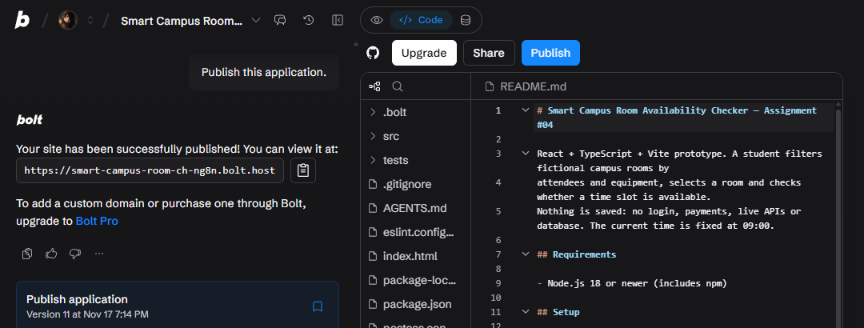 b / / Smart Campus Room...
Code
Upgrade
Share
Publish
Publish this application.
bolt
Your site has been successfully published! You can view it at:
https://smart-campus-room-ch-ng8n.bolt.host
To add a custom domain or purchase one through Bolt,
upgrade to Bolt Pro
Publish application
Version 11 at Nov 17 7:14 PM
.bolt
src
tests
.gitignore
AGENTS.md
eslint.config...
index.html
package-loc...
package.json
README.md
1 # Smart Campus Room Availability Checker – Assignment
#04
2
3 React + TypeScript + Vite prototype. A student filters
fictional campus rooms by
4 attendees and equipment, selects a room and checks
whether a time slot is available.
5 Nothing is saved: no login, payments, live APIs or
database. The current time is fixed at 09:00.
6
7 ## Requirements
8
9 - Node.js 18 or newer (includes npm)
10
11 ## Setup
12